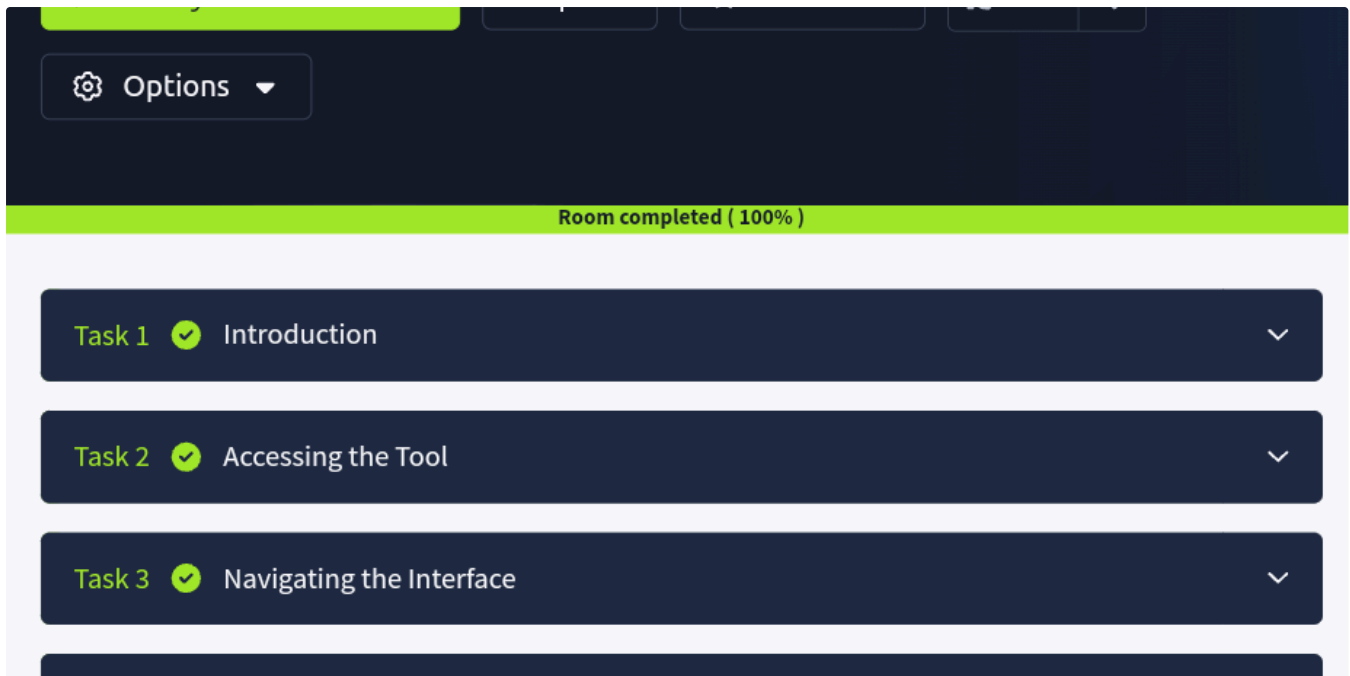 Options
Room completed ( 100% )
Task 1 Introduction
Task 2 Accessing the Tool
Task 3 Navigating the Interface